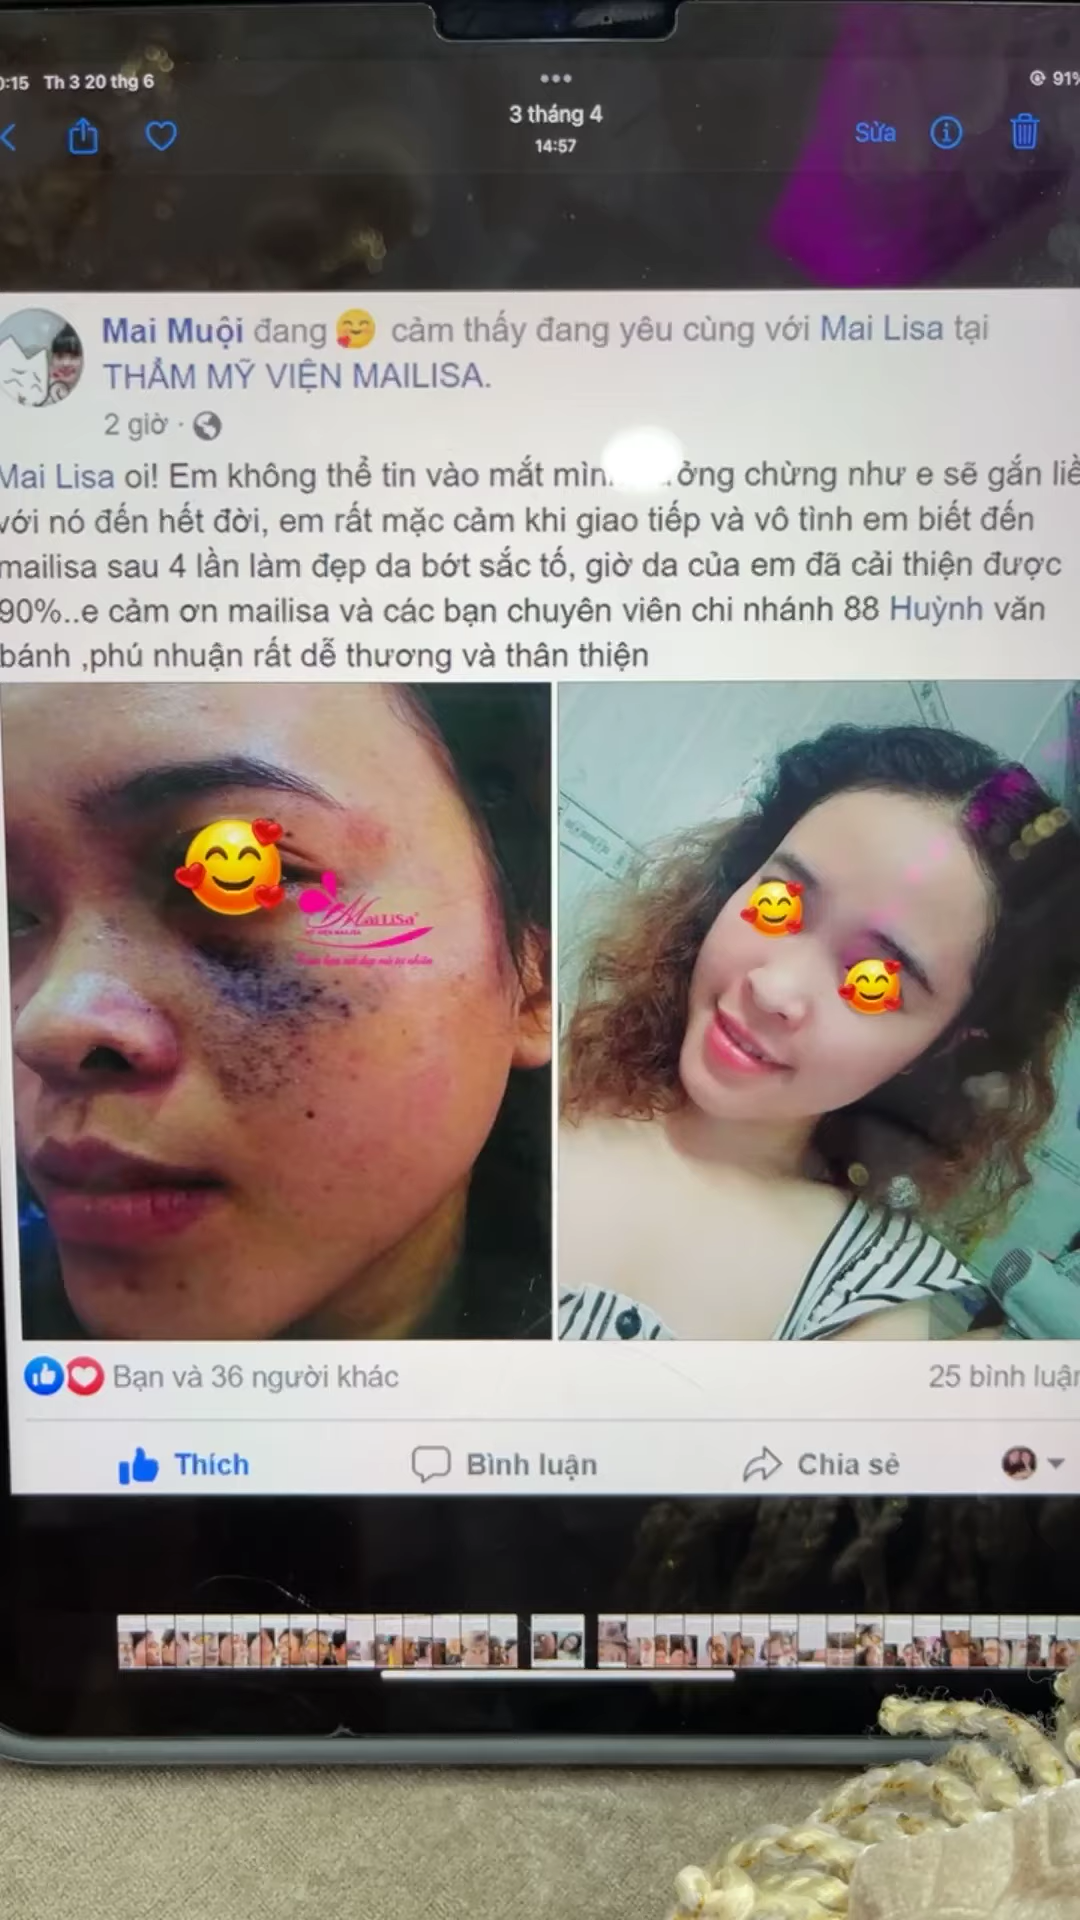 0:15 Th 3 20 thg 6
91%
3 tháng 4
14:57
Sửa
Mai Muội đang cảm thấy đang yêu cùng với Mai Lisa tại
THẨM MỸ VIỆN MAILISA.
2 giờ ·
Mai Lisa oi! Em không thể tin vào mắt chừng như e sẽ gắn
với nó đến hết đời, em rất mặc cảm khi giao tiếp và vô tình em biết đến
mailisa sau 4 lần làm đẹp da bớt sắc tố, giờ da của em đã cải thiện được
90%..e cảm ơn mailisa và các bạn chuyên viên chi nhánh 88 Huỳnh văn
bánh ,phú nhuận rất dễ thương và thân thiện
MaiLiSa
Bạn và 36 người khác
25 bình
Thích
Bình luận
Chia sẻ